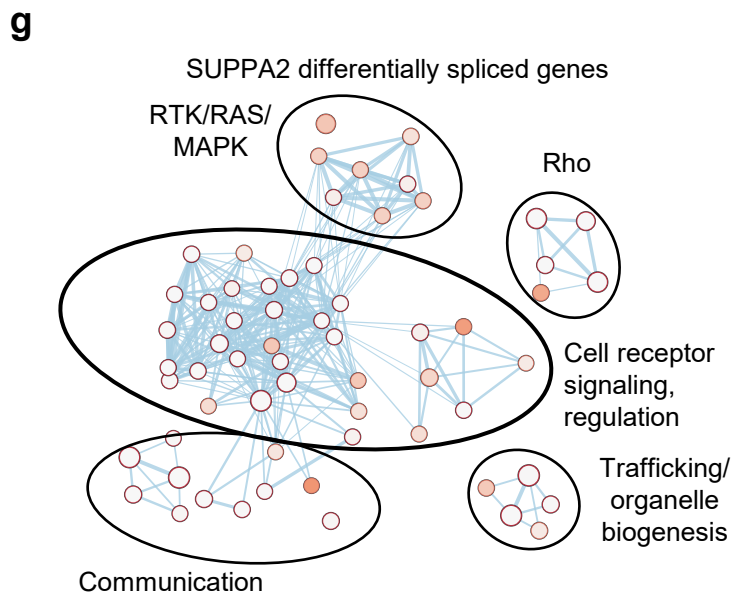 g
SUPPA2 differentially spliced genes
RTK/RAS/
MAPK
Rho
Cell receptor
signaling,
regulation
Trafficking/
organelle
biogenesis
Communication